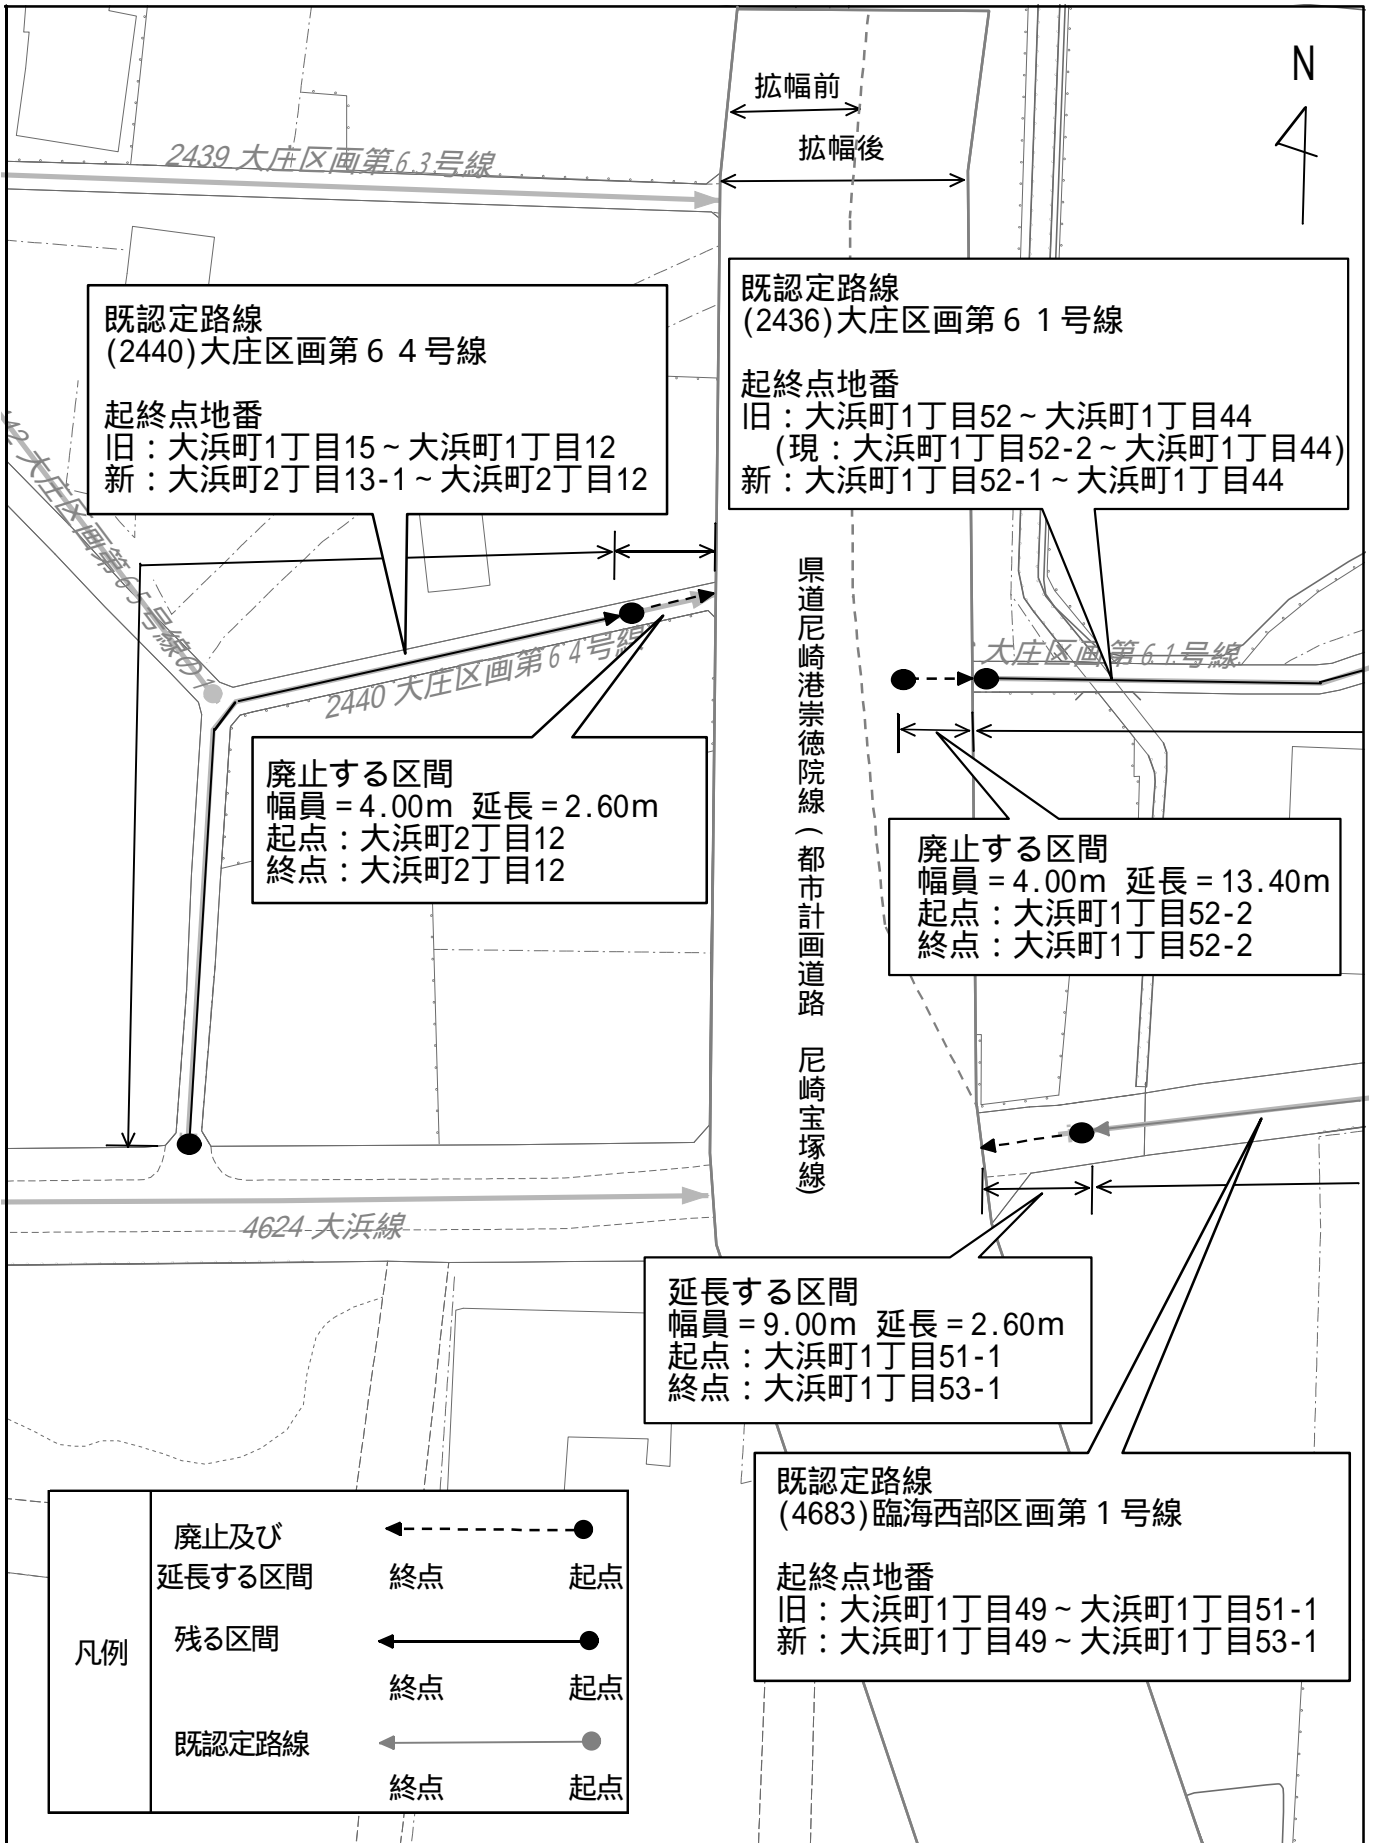 N
拡幅前
拡幅後
2439 大庄区画第63号線
既認定路線
(2440)大庄区画第６４号線
起終点地番
旧：大浜町1丁目15～大浜町1丁目12
新：大浜町2丁目13-1～大浜町2丁目12
既認定路線
(2436)大庄区画第６１号線
起終点地番
旧：大浜町1丁目52～大浜町1丁目44
(現：大浜町1丁目52-2～大浜町1丁目44)
新：大浜町1丁目52-1～大浜町1丁目44
42 大庄区画第65号線の1
2440 大庄区画第64号線
大庄区画第61号線
県道尼崎港崇徳院線（都市計画道路　尼崎宝塚線）
廃止する区間
幅員＝4.00m 延長＝2.60m
起点：大浜町2丁目12
終点：大浜町2丁目12
廃止する区間
幅員＝4.00m 延長＝13.40m
起点：大浜町1丁目52-2
終点：大浜町1丁目52-2
4624 大浜線
延長する区間
幅員＝9.00m 延長＝2.60m
起点：大浜町1丁目51-1
終点：大浜町1丁目53-1
既認定路線
(4683)臨海西部区画第１号線
起終点地番
旧：大浜町1丁目49～大浜町1丁目51-1
新：大浜町1丁目49～大浜町1丁目53-1
凡例
廃止及び
延長する区間
終点 起点
残る区間
終点 起点
既認定路線
終点 起点